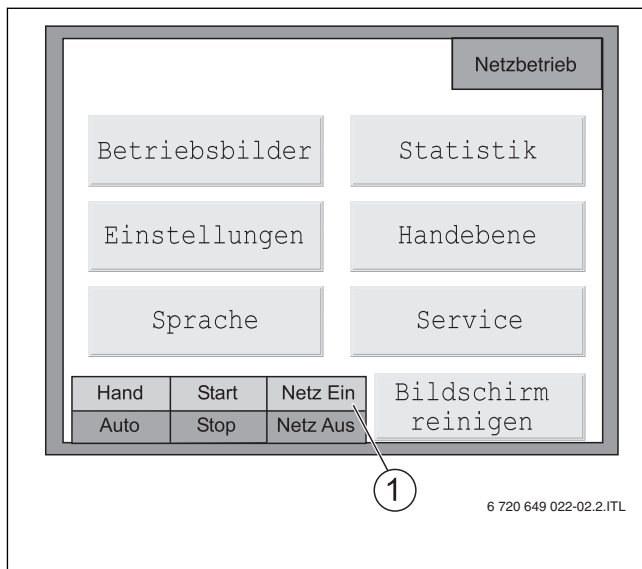 Netzbetrieb
Betriebsbilder
Statistik
Einstellungen
Handebene
Sprache
Service
Hand Start Netz Ein
Auto Stop Netz Aus
Bildschirm
reinigen
1
6 720 649 022-02.2.ITL